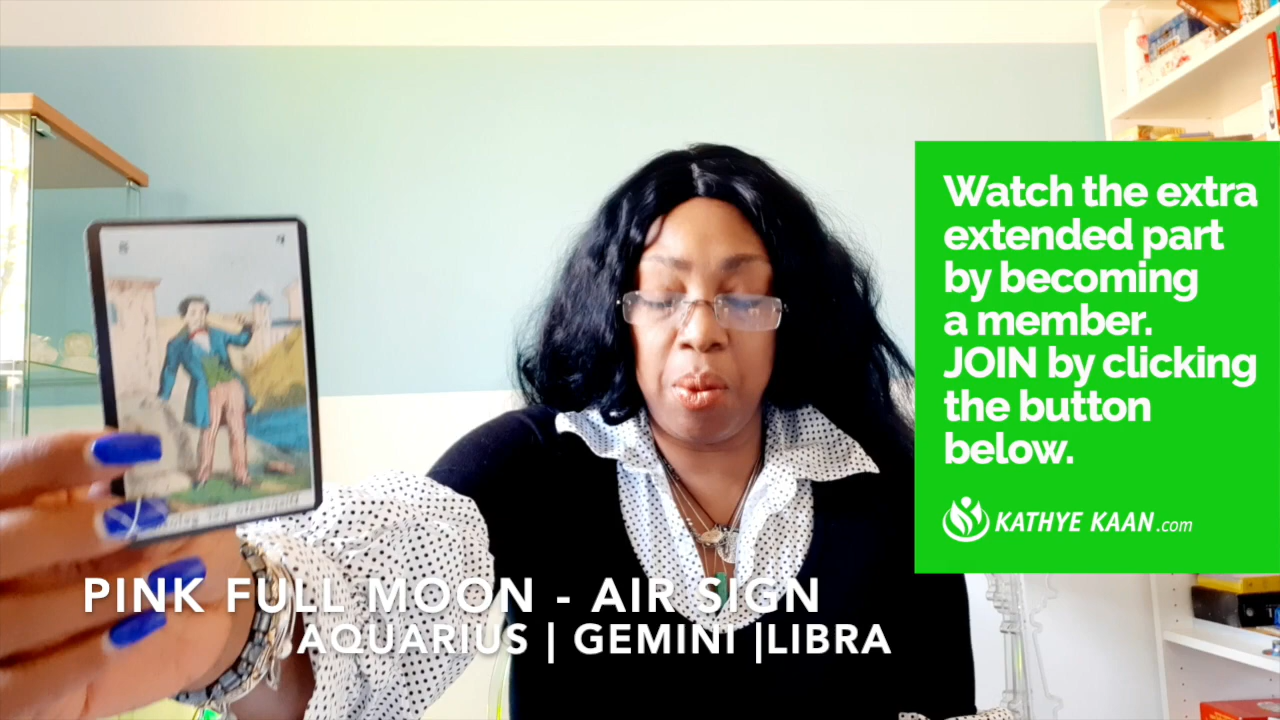 Watch the extra
extended part
by becoming
a member.
JOIN by clicking
the button
below.
KATHYE KAAN.com
PINK FULL MOON - AIR SIGN
AQUARIUS | GEMINI |LIBRA